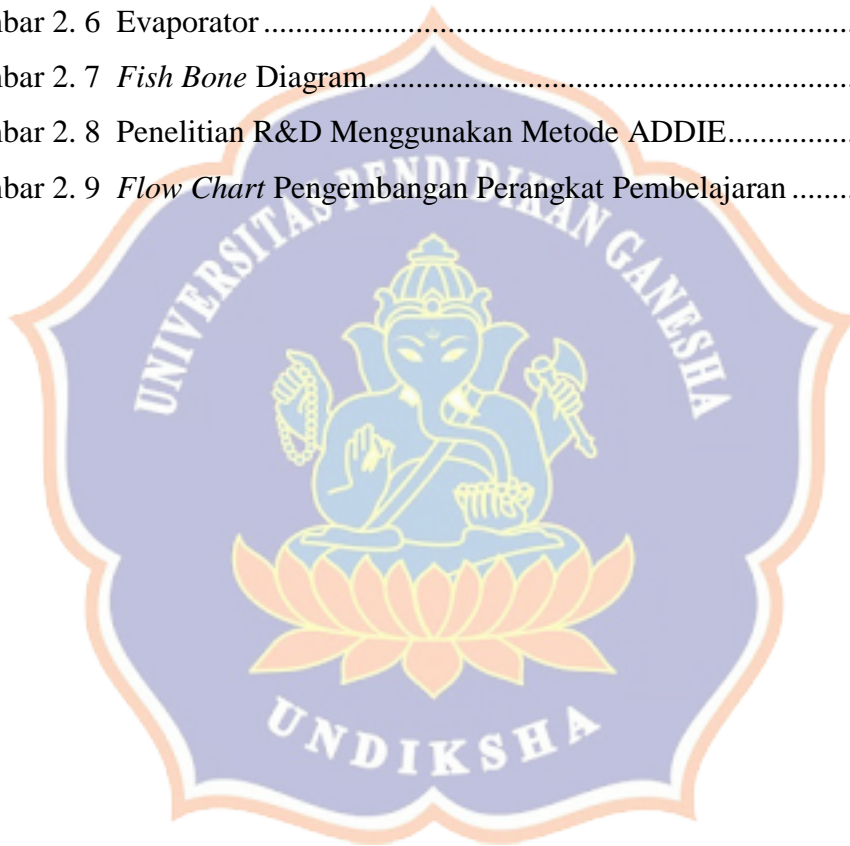 bar 2. 6 Evaporator ..........................................................................................
bar 2. 7 Fish Bone Diagram..........................................................................
bar 2. 8 Penelitian R&D Menggunakan Metode ADDIE.................
bar 2. 9 Flow Chart Pengembangan Perangkat Pembelajaran ........
UNIVERSITAS PENDIDIKAN GANESHA
UNDIKSHA